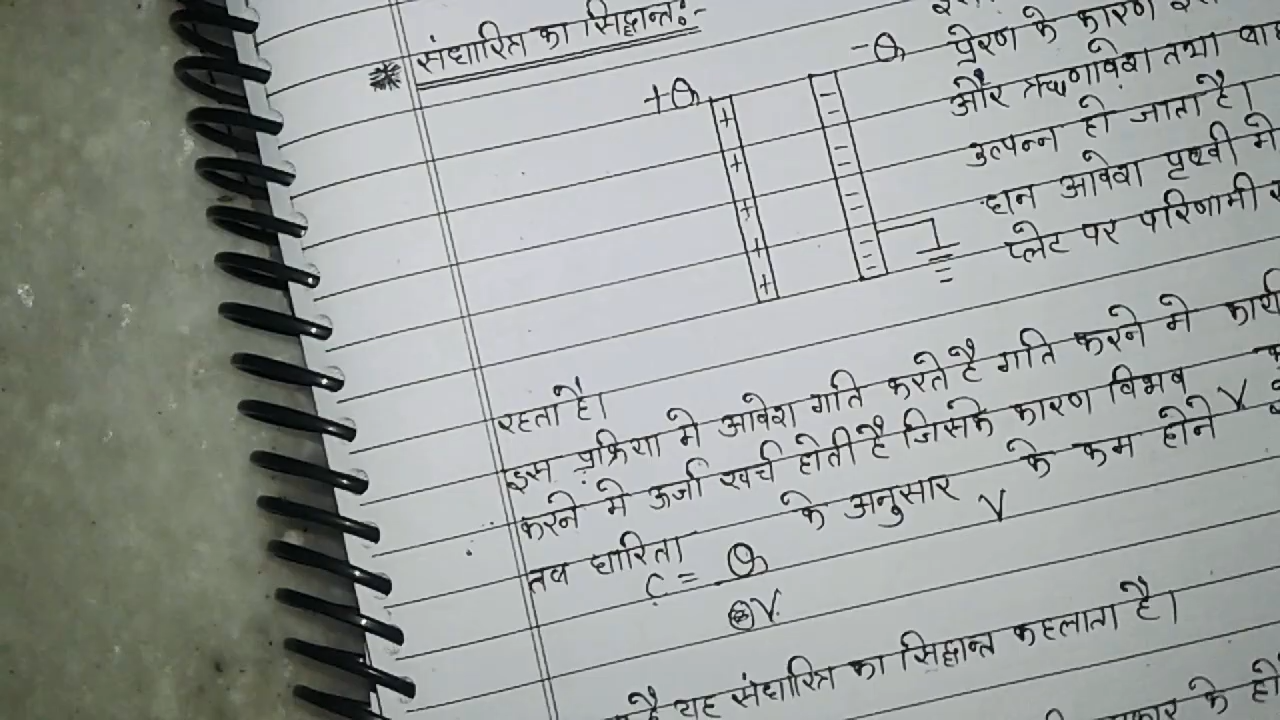 * संधारित्र का सिद्धान्त:-
+Q
-Q
प्रेरण के कारण
और ऋणावेश तथा
उत्पन्न हो जाता है।
आवेश पृथ्वी मे
प्लेट पर परिणामी
रहता है।
इस प्रक्रिया मे आवेश गति करते है गति करने मे कार्य
करने मे ऊर्जा खर्च होती है जिसके कारण विभव V
तब धारिता C = Q/V के अनुसार V के कम होने
है यह संधारित्र का सिद्धान्त कहलाता है।